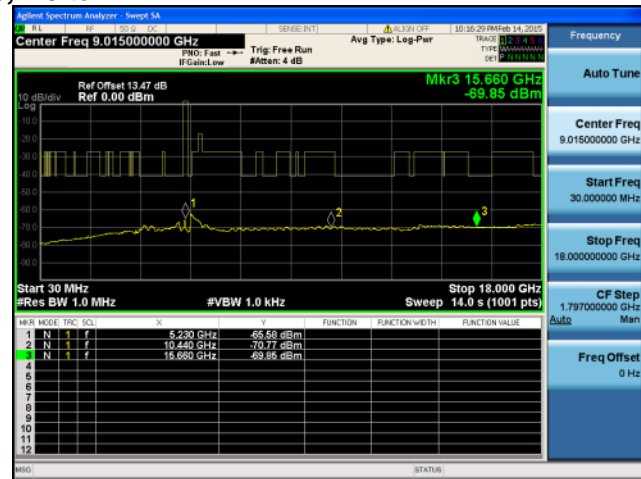 Agilent Spectrum Analyzer - Swept SA
RL RF 50 Ω DC SENSE:INT ALIGN OFF 10:16:29 PM Feb 14, 2015
Center Freq 9.015000000 GHz
PNO: Fast
IFGain:Low
Trig: Free Run
#Atten: 4 dB
Avg Type: Log-Pwr
TRACE 1 2 3 4 5 6
TYPE
DET P N N N N N
Ref Offset 13.47 dB
Ref 0.00 dBm
10 dB/div
Log
Mkr3 15.660 GHz
-69.85 dBm
-10.0
-20.0
-30.0
-40.0
-50.0
-60.0
-70.0
-80.0
-90.0
1
2
3
Start 30 MHz
Stop 18.000 GHz
#Res BW 1.0 MHz
#VBW 1.0 kHz
Sweep 14.0 s (1001 pts)
MKR MODE TRC SCL X Y FUNCTION FUNCTION WIDTH FUNCTION VALUE
1 N 1 f 5.230 GHz -65.58 dBm
2 N 1 f 10.440 GHz -70.77 dBm
3 N 1 f 15.660 GHz -69.85 dBm
4
5
6
7
8
9
10
11
12
MSG
STATUS
Frequency
Auto Tune
Center Freq
9.015000000 GHz
Start Freq
30.000000 MHz
Stop Freq
18.000000000 GHz
CF Step
1.797000000 GHz
Auto Man
Freq Offset
0 Hz